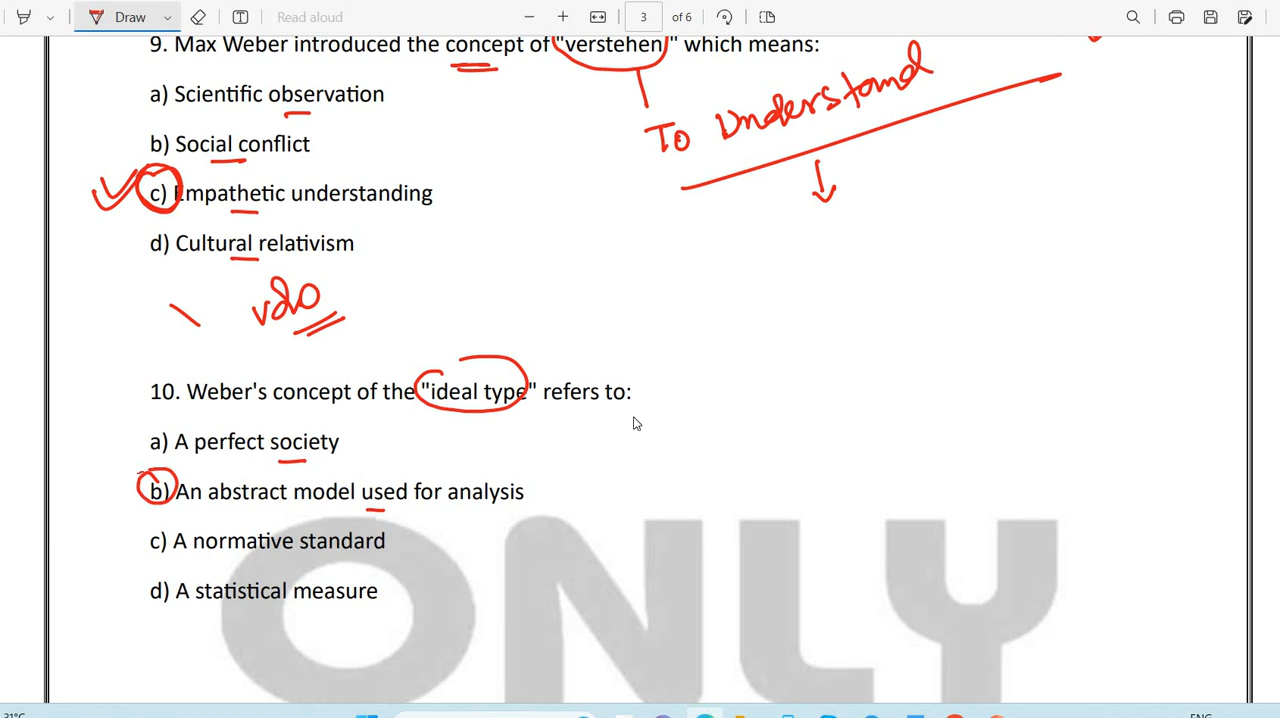 Draw
Read aloud
3
of 6
9. Max Weber introduced the concept of "verstehen " which means:
To Understand
a) Scientific observation
b) Social conflict
c) Empathetic understanding
d) Cultural relativism
10. Weber's concept of the "ideal type" refers to:
a) A perfect society
b) An abstract model used for analysis
c) A normative standard
d) A statistical measure
ONLY
31°C
ENG